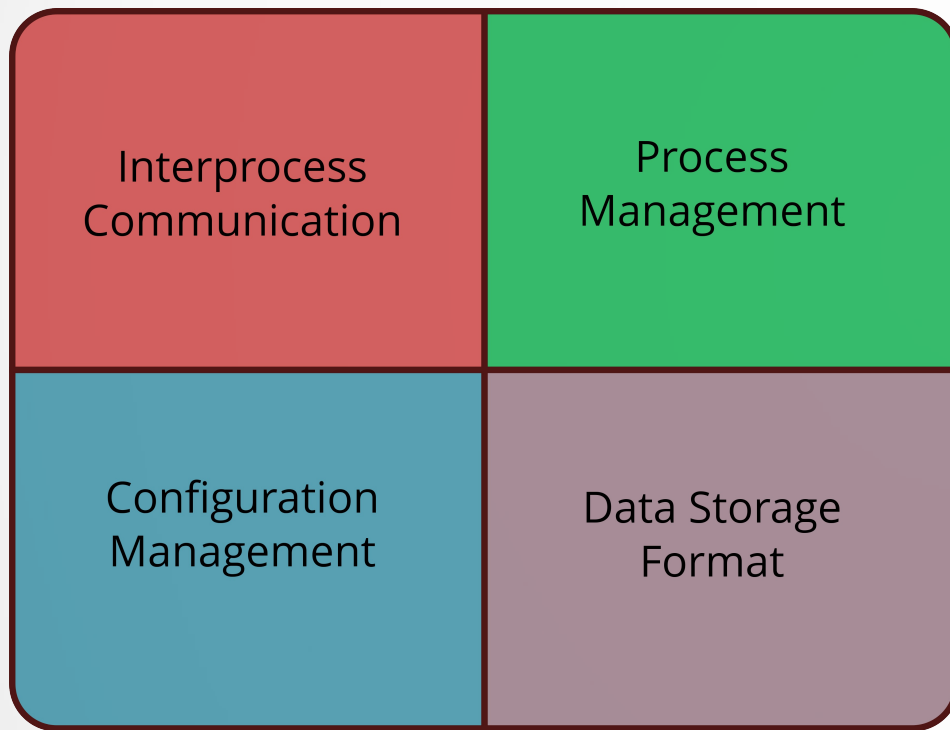 Interprocess
Communication
Process
Management
Configuration
Management
Data Storage
Format